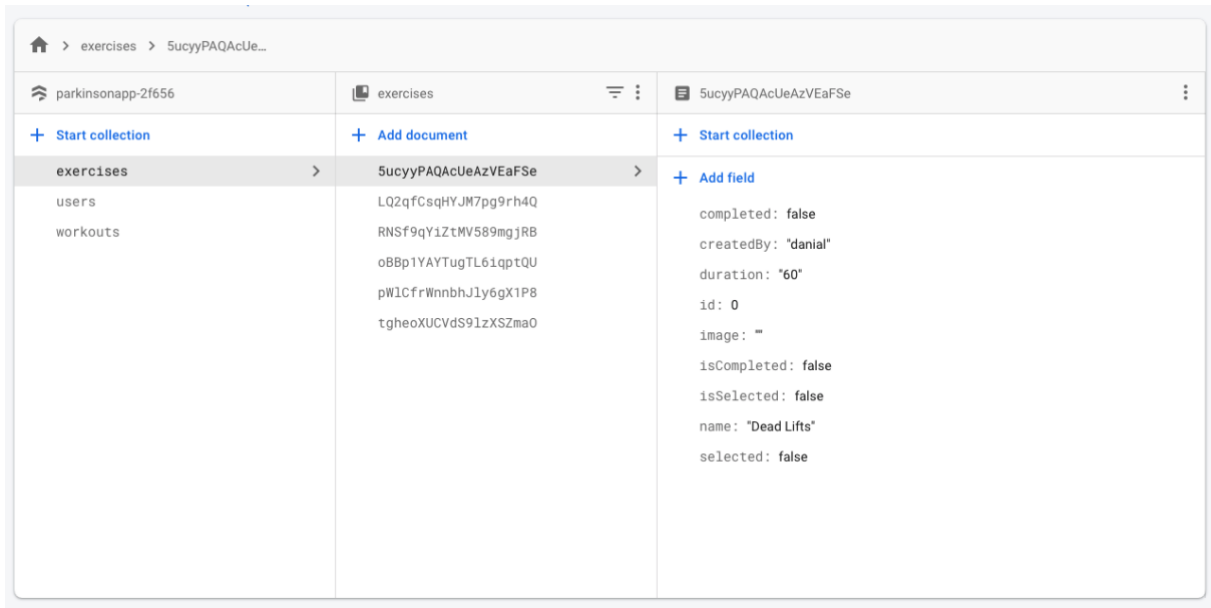 exercises > 5ucyyPAQAcUe…
parkinsonapp-2f656
+ Start collection
exercises
users
workouts
exercises
+ Add document
5ucyyPAQAcUeAzVEaFSe
LQ2qfCsqHYJM7pg9rh4Q
RNSf9qYiZtMV589mgjRB
oBBp1YAYTugTL6iqptQU
pWlCfrWnnbhJly6gX1P8
tgheoXUCVdS9lzXSZmaO
5ucyyPAQAcUeAzVEaFSe
+ Start collection
+ Add field
completed: false
createdBy: "danial"
duration: "60"
id: 0
image: ""
isCompleted: false
isSelected: false
name: "Dead Lifts"
selected: false